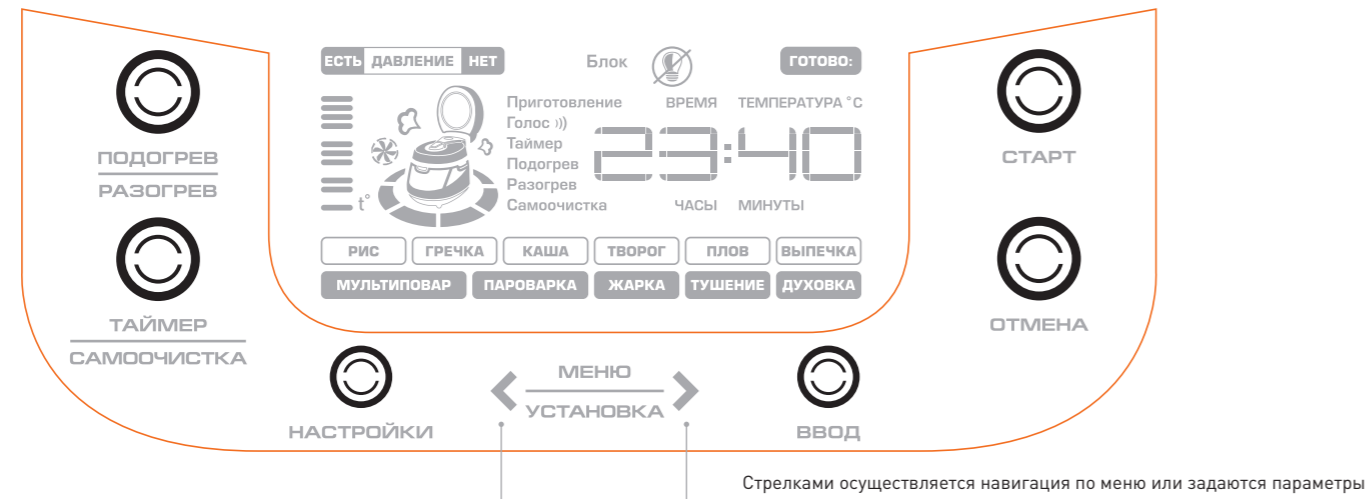 ЕСТЬ ДАВЛЕНИЕ НЕТ
Блок
ГОТОВО:
Приготовление
ВРЕМЯ ТЕМПЕРАТУРА °С
Голос
Таймер
23:40
Подогрев
Разогрев
t°
Самоочистка
ЧАСЫ МИНУТЫ
РИС ГРЕЧКА КАША ТВОРОГ ПЛОВ ВЫПЕЧКА
МУЛЬТИПОВАР ПАРОВАРКА ЖАРКА ТУШЕНИЕ ДУХОВКА
ПОДОГРЕВ
РАЗОГРЕВ
ТАЙМЕР
САМООЧИСТКА
СТАРТ
ОТМЕНА
НАСТРОЙКИ
МЕНЮ
УСТАНОВКА
ВВОД
Стрелками осуществляется навигация по меню или задаются параметры